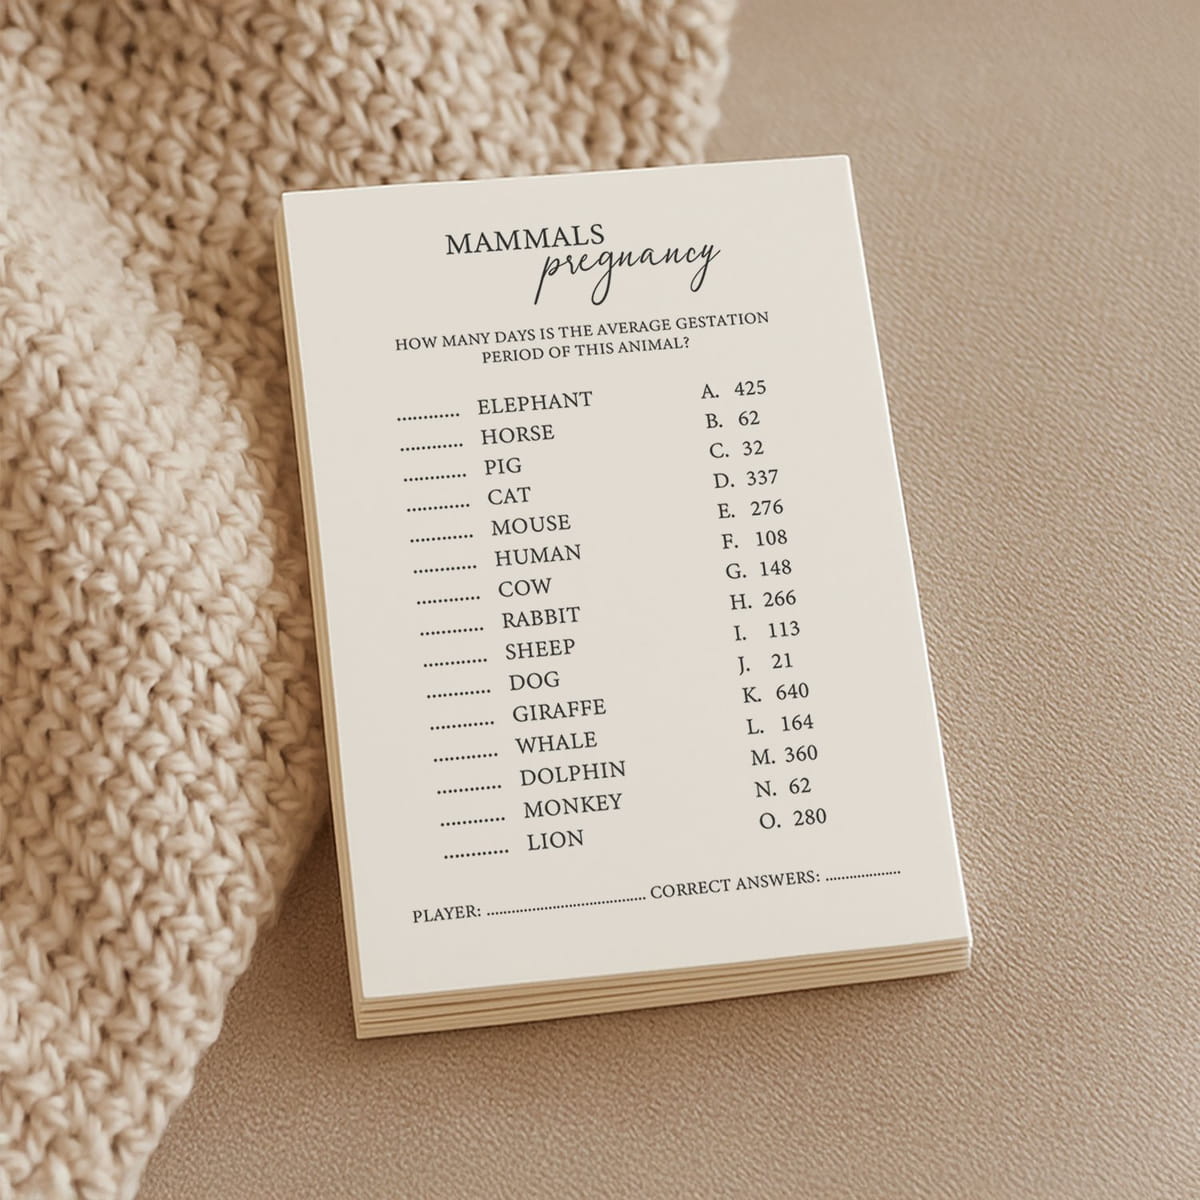 MAMMALS
pregnancy
HOW MANY DAYS IS THE AVERAGE GESTATION
PERIOD OF THIS ANIMAL?
............ ELEPHANT A. 425
............ HORSE B. 62
............ PIG C. 32
............ CAT D. 337
............ MOUSE E. 276
............ HUMAN F. 108
............ COW G. 148
............ RABBIT H. 266
............ SHEEP I. 113
............ DOG J. 21
............ GIRAFFE K. 640
............ WHALE L. 164
............ DOLPHIN M. 360
............ MONKEY N. 62
............ LION O. 280
PLAYER: ...................................... CORRECT ANSWERS: ..................